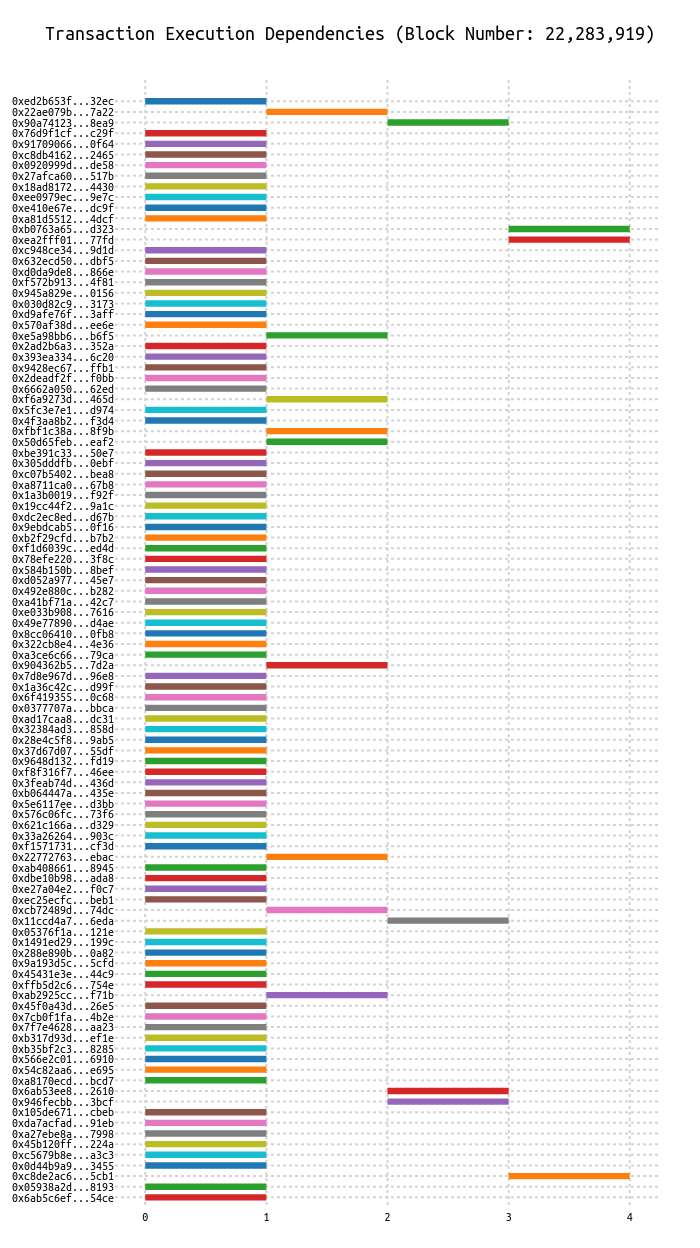 Transaction Execution Dependencies (Block Number: 22,283,919)
0xed2b653f...32ec
0x22ae079b...7a22
0x90a74123...8ea9
0x76d9f1cf...c29f
0x91709066...0f64
0xc8db4162...2465
0x0920999d...de58
0x27afca60...517b
0x18ad8172...4430
0xee0979ec...9e7c
0xe410e67e...dc9f
0xa81d5512...4dcf
0xb0763a65...d323
0xea2fff01...77fd
0xc948ce34...9d1d
0x632ecd50...dbf5
0xd0da9de8...866e
0xf572b913...4f81
0x945a829e...0156
0x030d82c9...3173
0xd9afe76f...3aff
0x570af38d...ee6e
0xe5a98bb6...b6f5
0x2ad2b6a3...352a
0x393ea334...6c20
0x9428ec67...ffb1
0x2deadf2f...f0bb
0x6662a050...62ed
0xf6a9273d...465d
0x5fc3e7e1...d974
0x4f3aa8b2...f3d4
0xfbf1c38a...8f9b
0x50d65feb...eaf2
0xbe391c33...50e7
0x305dddfb...0ebf
0xc07b5402...bea8
0xa8711ca0...67b8
0x1a3b0019...f92f
0x19cc44f2...9a1c
0xdc2ec8ed...d67b
0x9ebdcab5...0f16
0xb2f29cfd...b7b2
0xf1d6039c...ed4d
0x78efe220...3f8c
0x584b150b...8bef
0xd052a977...45e7
0x492e880c...b282
0xa41bf71a...42c7
0xe033b908...7616
0x49e77890...d4ae
0x8cc06410...0fb8
0x322cb8e4...4e36
0xa3ce6c66...79ca
0x904362b5...7d2a
0x7d8e967d...96e8
0x1a36c42c...d99f
0x6f419355...0c68
0x0377707a...bbca
0xad17caa8...dc31
0x32384ad3...858d
0x28e4c5f8...9ab5
0x37d67d07...55df
0x9648d132...fd19
0xf8f316f7...46ee
0x3feab74d...436d
0xb064447a...435e
0x5e6117ee...d3bb
0x576c06fc...73f6
0x621c166a...d329
0x33a26264...903c
0xf1571731...cf3d
0x22772763...ebac
0xab408661...8945
0xdbe10b98...ada8
0xe27a04e2...f0c7
0xec25ecfc...beb1
0xcb72489d...74dc
0x11ccd4a7...6eda
0x05376f1a...121e
0x1491ed29...199c
0x288e890b...0a82
0x9a193d5c...5cfd
0x45431e3e...44c9
0xffb5d2c6...754e
0xab2925cc...f71b
0x45f0a43d...26e5
0x7cb0f1fa...4b2e
0x7f7e4628...aa23
0xb317d93d...ef1e
0xb35bf2c3...8285
0x566e2c01...6910
0x54c82aa6...e695
0xa8170ecd...bcd7
0x6ab53ee8...2610
0x946fecbb...3bcf
0x105de671...cbeb
0xda7acfad...91eb
0xa27ebe8a...7998
0x45b120ff...224a
0xc5679b8e...a3c3
0x0d44b9a9...3455
0xc8de2ac6...5cb1
0x05938a2d...8193
0x6ab5c6ef...54ce
0 1 2 3 4